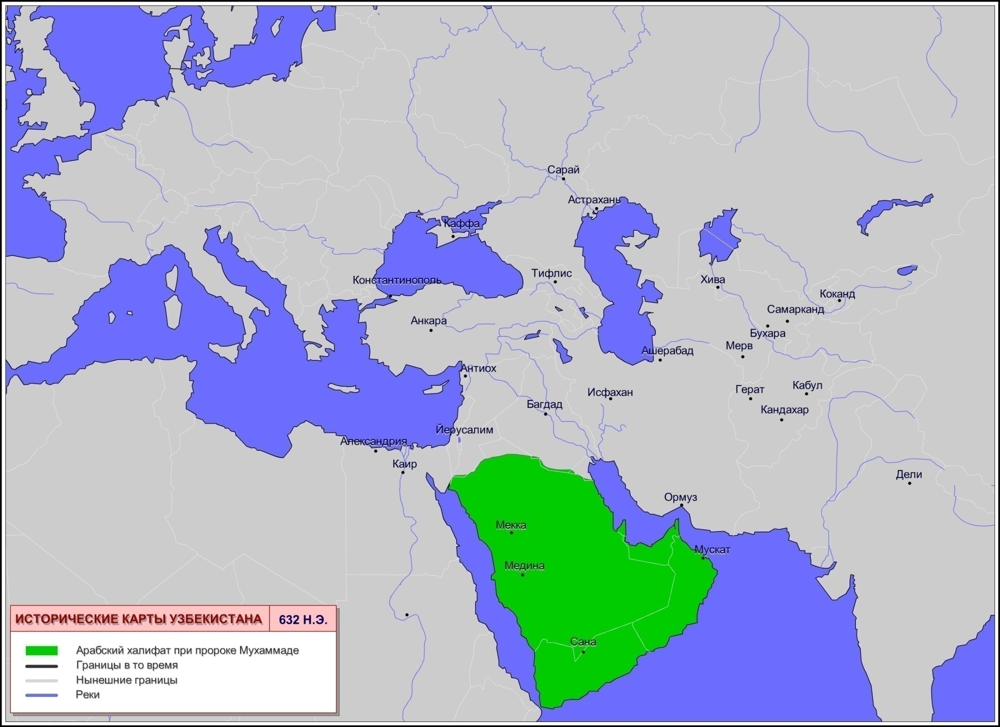 Сарай
Астрахань
Каффа
Тифлис
Константинополь
Хива
Коканд
Самарканд
Анкара
Бухара
Мерв
Ашерабад
Антиох
Кабул
Герат
Исфахан
Багдад
Кандахар
Йерусалим
Александрия
Каир
Дели
Ормуз
Мекка
Мускат
Медина
Сана
ИСТОРИЧЕСКИЕ КАРТЫ УЗБЕКИСТАНА 632 Н.Э.
Арабский халифат при пророке Мухаммаде
Границы в то время
Нынешние границы
Реки